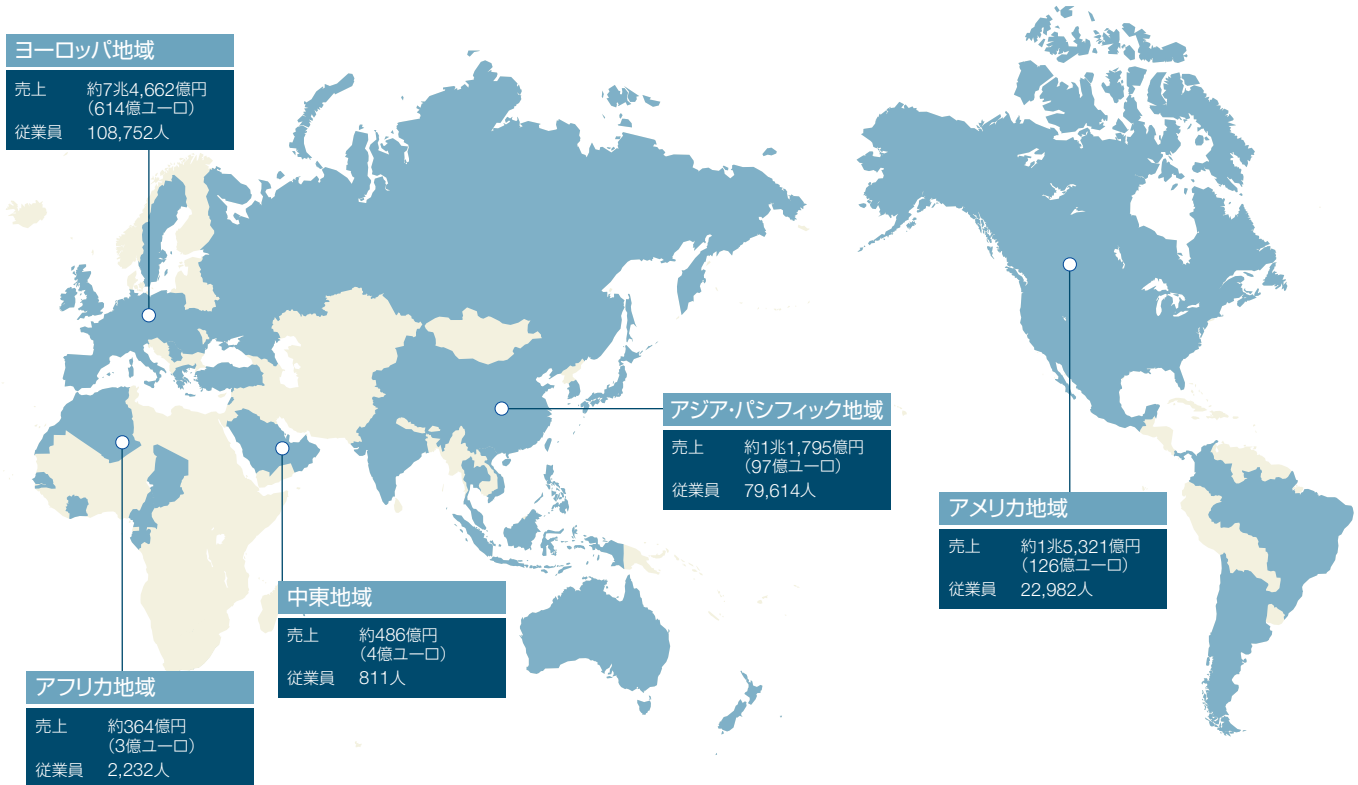 ヨーロッパ地域
売上 約7兆4,662億円
(614億ユーロ)
従業員 108,752人
アジア・パシフィック地域
売上 約1兆1,795億円
(97億ユーロ)
従業員 79,614人
アメリカ地域
売上 約1兆5,321億円
(126億ユーロ)
従業員 22,982人
中東地域
売上 約486億円
(4億ユーロ)
従業員 811人
アフリカ地域
売上 約364億円
(3億ユーロ)
従業員 2,232人